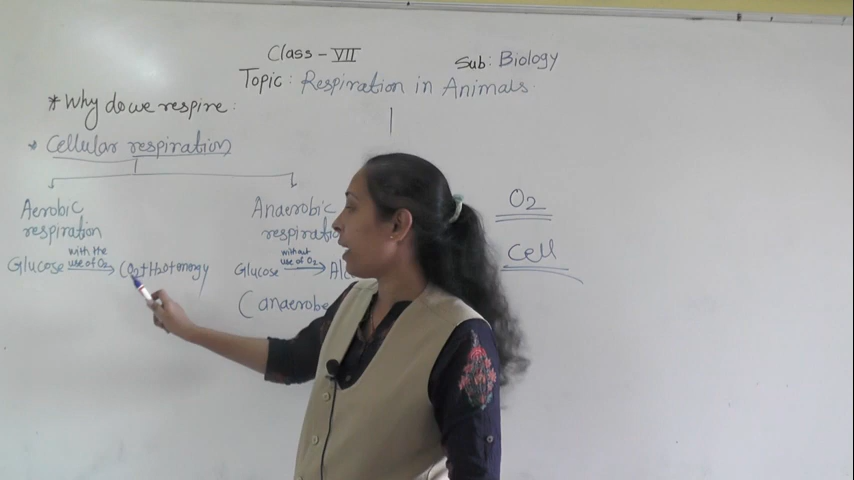 Class - VII Sub: Biology
Topic: Respiration in Animals.
* Why do we respire:
* Cellular respiration
Aerobic respiration
Anaerobic
Glucose with the use of O2 → CO2 + H2O + energy
Glucose without use of O2 →
(anaerobe
O2
Cell